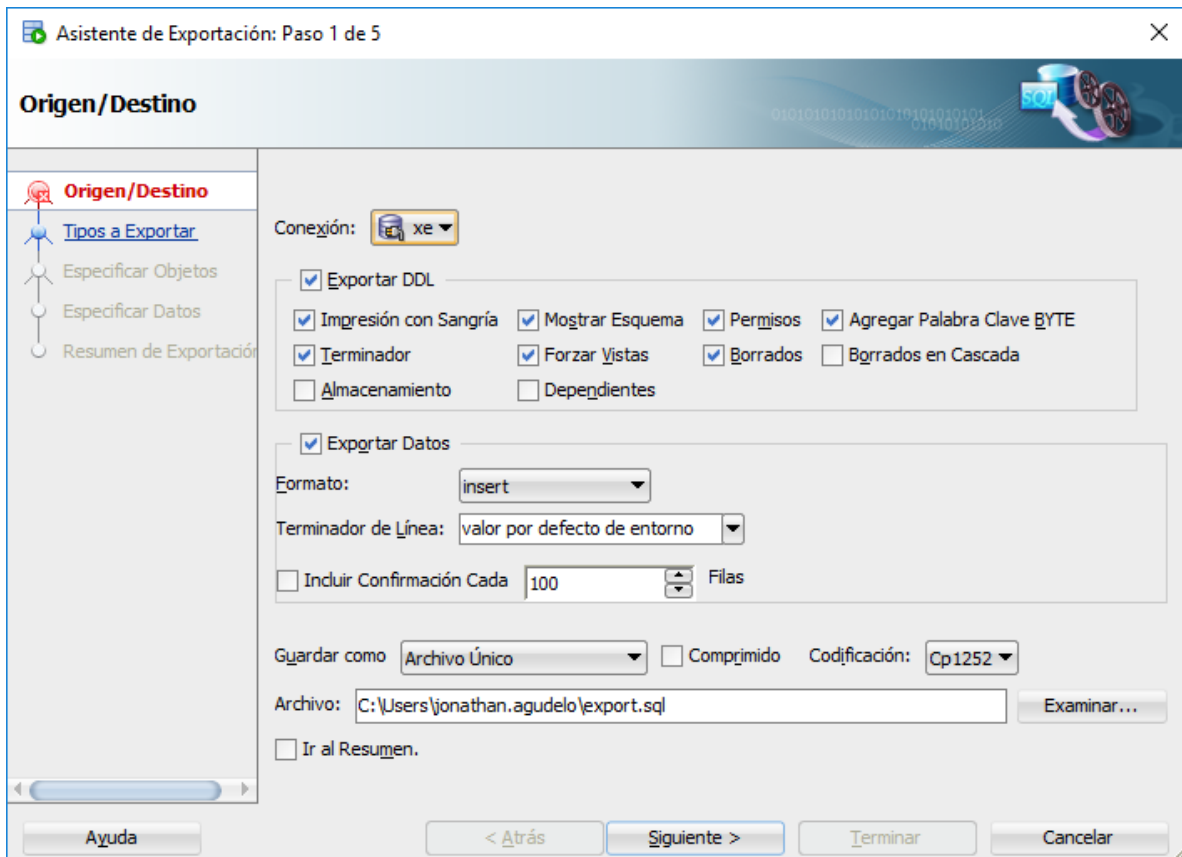 Asistente de Exportación: Paso 1 de 5
Origen/Destino
0101010101010101010101010101
01010101010
SQL
Origen/Destino
Tipos a Exportar
Especificar Objetos
Especificar Datos
Resumen de Exportación
Conexión: xe
Exportar DDL
Impresión con Sangría Mostrar Esquema Permisos Agregar Palabra Clave BYTE
Terminador Forzar Vistas Borrados Borrados en Cascada
Almacenamiento Dependientes
Exportar Datos
Formato: insert
Terminador de Línea: valor por defecto de entorno
Incluir Confirmación Cada 100 Filas
Guardar como Archivo Único Comprimido Codificación: Cp1252
Archivo: C:\Users\jonathan.agudelo\export.sql Examinar...
Ir al Resumen.
Ayuda < Atrás Siguiente > Terminar Cancelar